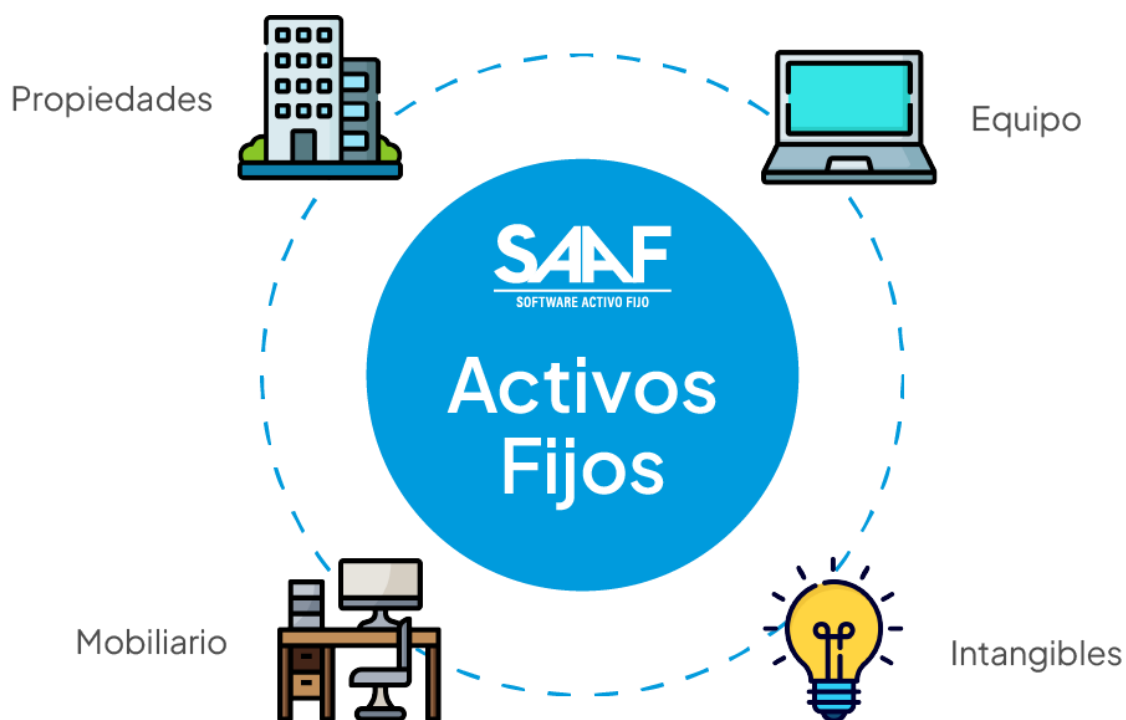 Propiedades
Equipo
SAAF
SOFTWARE ACTIVO FIJO
Activos
Fijos
Mobiliario
Intangibles